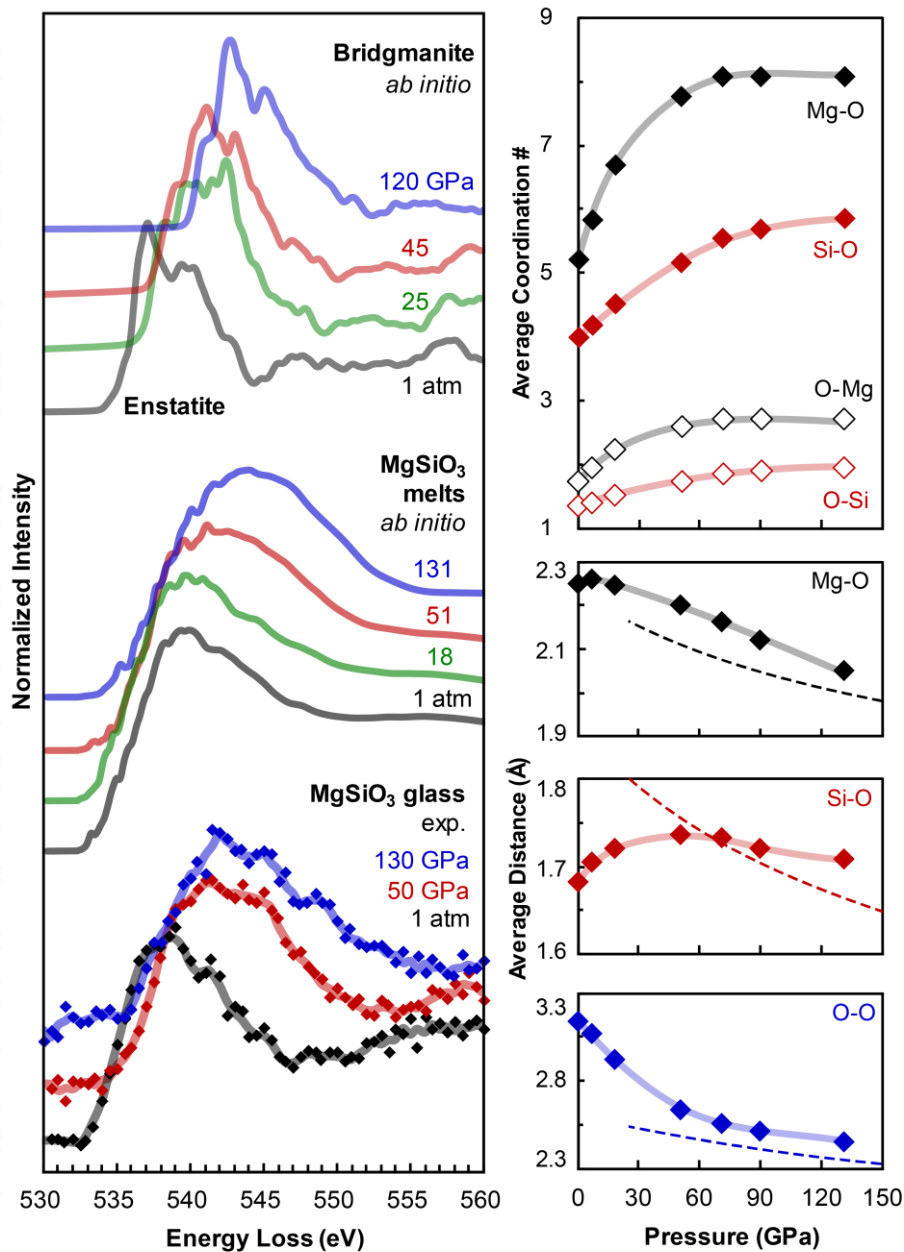 Bridgmanite
ab initio
120 GPa
45
25
1 atm
Enstatite
MgSiO₃
melts
ab initio
131
51
18
1 atm
MgSiO₃ glass
exp.
130 GPa
50 GPa
1 atm
Normalized Intensity
530 535 540 545 550 555 560
Energy Loss (eV)
9
7
5
3
1
Average Coordination #
Mg-O
Si-O
O-Mg
O-Si
2.3
2.1
1.9
Mg-O
1.8
1.7
1.6
Si-O
Average Distance (Å)
3.3
2.8
2.3
O-O
0 30 60 90 120 150
Pressure (GPa)